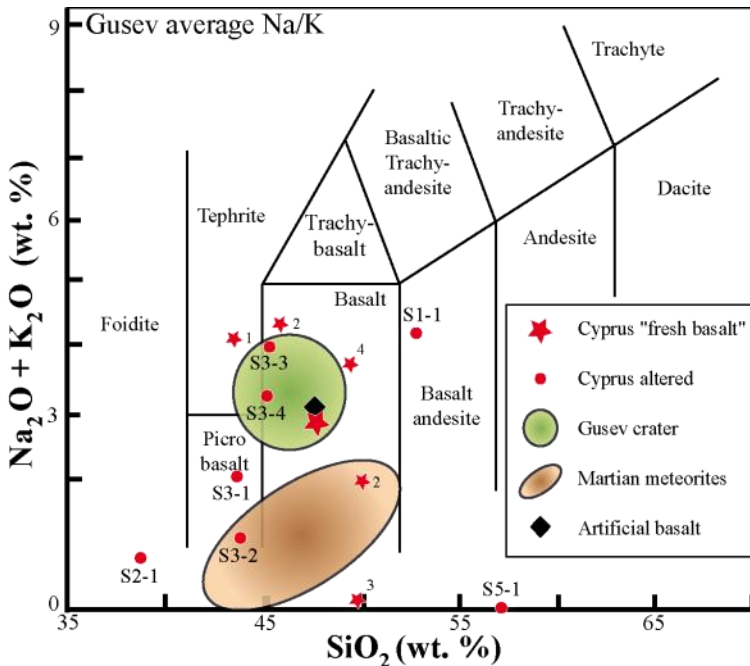 Gusev average Na/K
9
6
3
0
Na₂O + K₂O (wt. %)
35
45
55
65
SiO₂ (wt. %)
Trachyte
Trachy-
andesite
Basaltic
Trachy-
andesite
Dacite
Tephrite
Trachy-
basalt
Andesite
Foidite
Basalt
Basalt
andesite
Picro
basalt
1
2
4
2
3
S1-1
S3-3
S3-4
S3-1
S3-2
S2-1
S5-1
Cyprus "fresh basalt"
Cyprus altered
Gusev crater
Martian meteorites
Artificial basalt